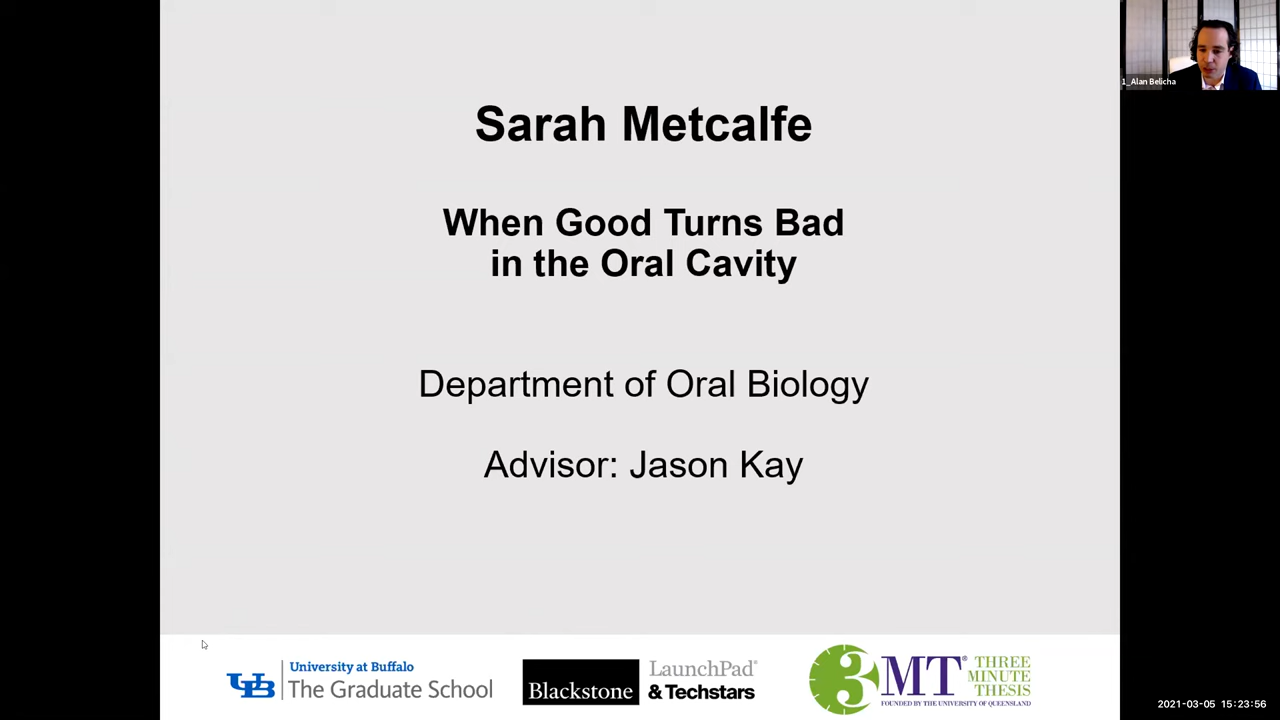 1_Alan Belicha
Sarah Metcalfe
When Good Turns Bad
in the Oral Cavity
Department of Oral Biology
Advisor: Jason Kay
UB
University at Buffalo
The Graduate School
Blackstone
LaunchPad®
& Techstars
3MT® THREE
MINUTE
THESIS
FOUNDED BY THE UNIVERSITY OF QUEENSLAND
2021-03-05 15:23:56